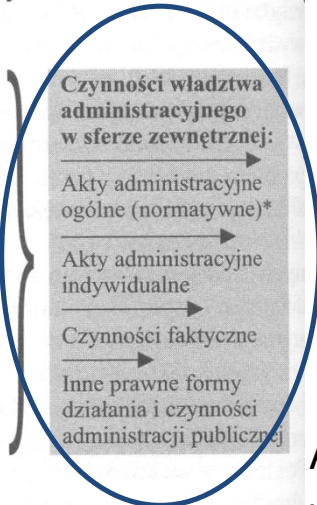 Czynności władztwa
administracyjnego
w sferze zewnętrznej:
Akty administracyjne
ogólne (normatywne)*
Akty administracyjne
indywidualne
Czynności faktyczne
Inne prawne formy
działania i czynności
administracji publicznej